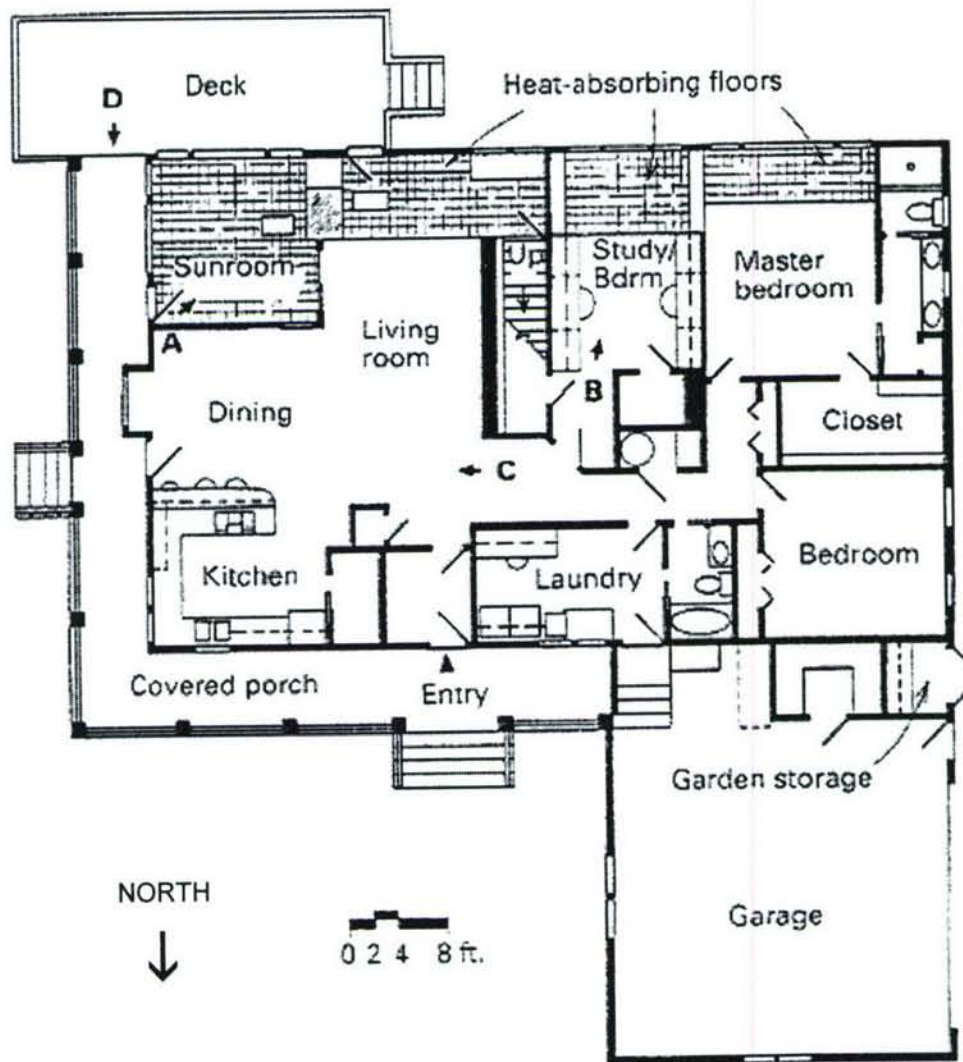 Deck
D
Heat-absorbing floors
Sunroom
Study/
Bdrm
Master
bedroom
A
Living
room
B
Dining
Closet
C
Kitchen
Laundry
Bedroom
Covered porch
Entry
Garden storage
NORTH
0 2 4 8 ft.
Garage